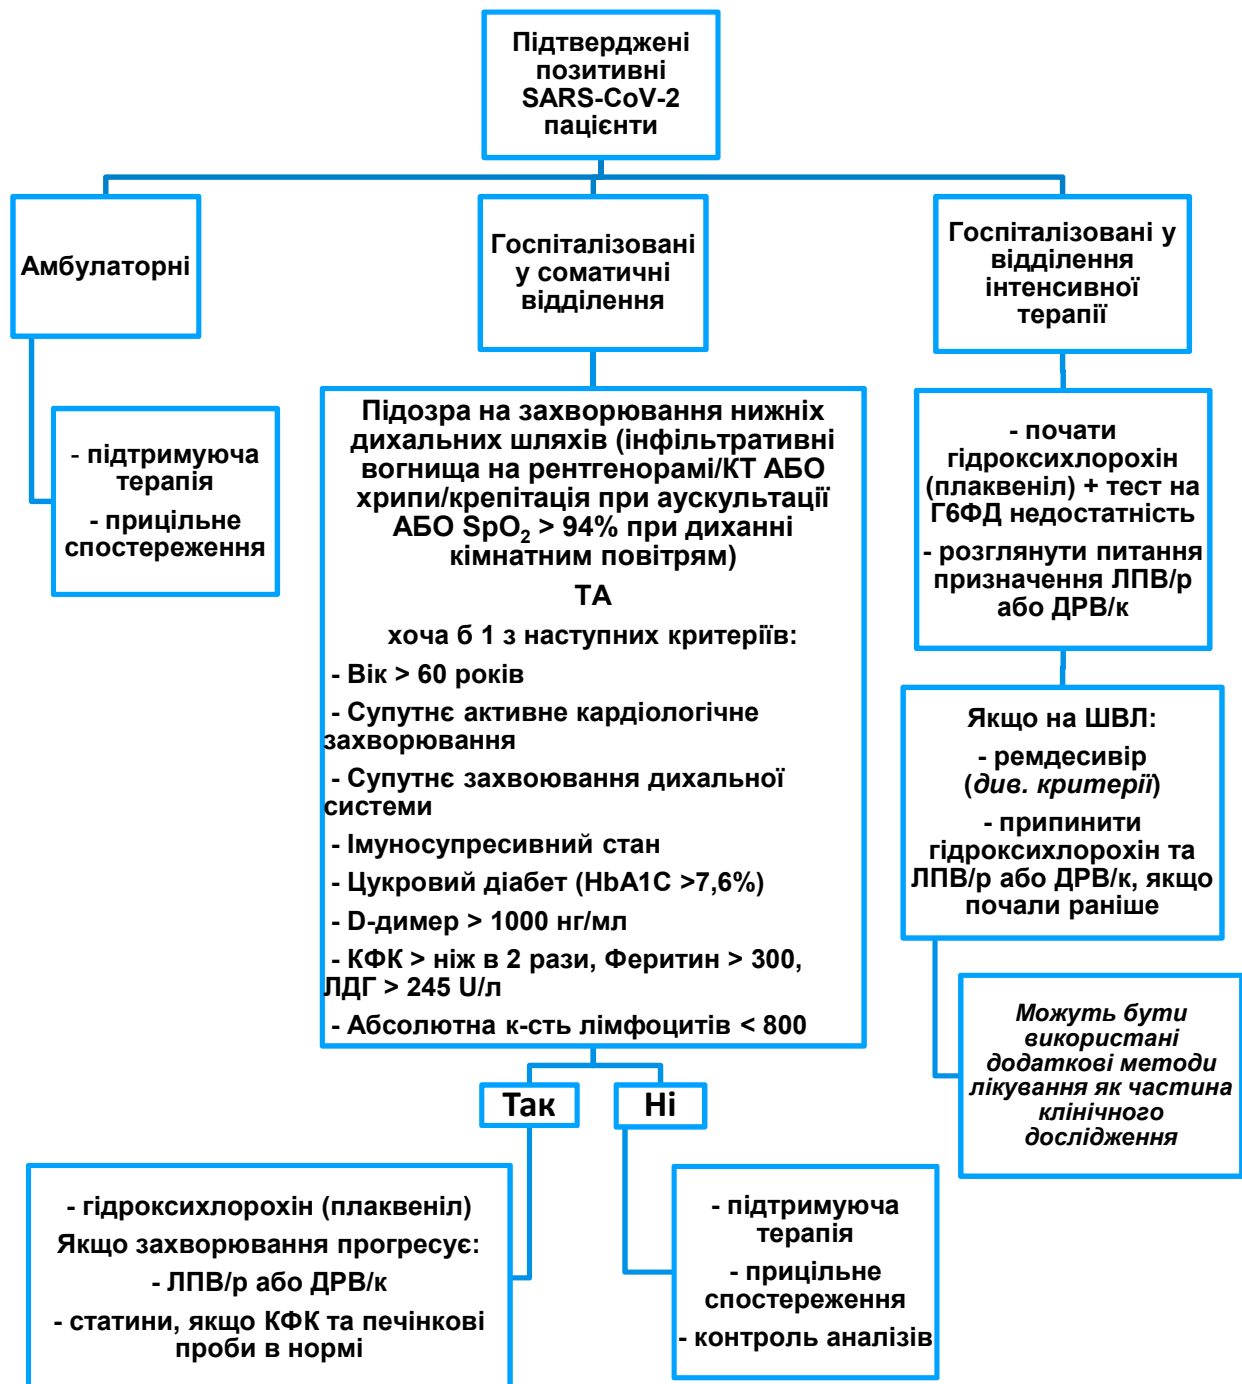 Підтверджені
позитивні
SARS-CoV-2
пацієнти
Амбулаторні
Госпіталізовані
у соматичні
відділення
Госпіталізовані у
відділення
інтенсивної
терапії
- підтримуюча
терапія
- прицільне
спостереження
Підозра на захворювання нижніх
дихальних шляхів (інфільтративні
вогнища на рентгенорамі/КТ АБО
хрипи/крепітація при аускультації
АБО SpO₂ > 94% при диханні
кімнатним повітрям)
ТА
хоча б 1 з наступних критеріїв:
- Вік > 60 років
- Супутнє активне кардіологічне
захворювання
- Супутнє захвоювання дихальної
системи
- Імуносупресивний стан
- Цукровий діабет (HbA1C >7,6%)
- D-димер > 1000 нг/мл
- КФК > ніж в 2 рази, Феритин > 300,
ЛДГ > 245 U/л
- Абсолютна к-сть лімфоцитів < 800
- почати
гідроксихлорохін
(плаквеніл) + тест на
Г6ФД недостатність
- розглянути питання
призначення ЛПВ/р
або ДРВ/к
Якщо на ШВЛ:
- ремдесивір
(див. критерії)
- припинити
гідроксихлорохін та
ЛПВ/р або ДРВ/к, якщо
почали раніше
Можуть бути
використані
додаткові методи
лікування як частина
клінічного
дослідження
Так
Ні
- гідроксихлорохін (плаквеніл)
Якщо захворювання прогресує:
- ЛПВ/р або ДРВ/к
- статини, якщо КФК та печінкові
проби в нормі
- підтримуюча
терапія
- прицільне
спостереження
- контроль аналізів